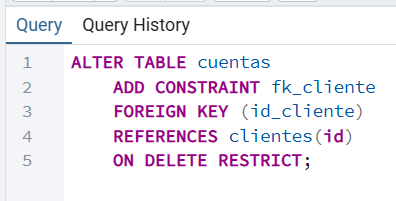 Query Query History
1 ALTER TABLE cuentas
2 ADD CONSTRAINT fk_cliente
3 FOREIGN KEY (id_cliente)
4 REFERENCES clientes(id)
5 ON DELETE RESTRICT;